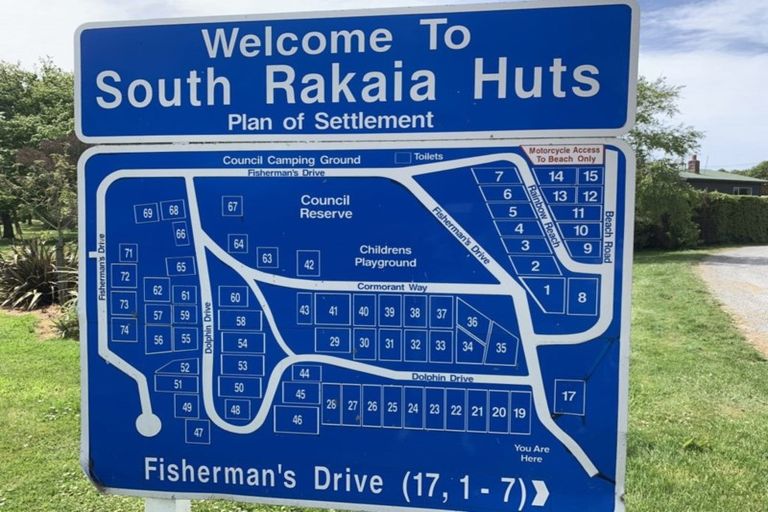 Welcome To
South Rakaia Huts
Plan of Settlement
Council Camping Ground
Toilets
Motorcycle Access
To Beach Only
Fisherman's Drive
7
14 15
6
13 12
5
11
4
10
3
9
2
1
8
Rainbow Reach
Beach Road
Fisherman's Drive
Fisherman's Drive
69 68
67
66
Council
Reserve
64
63
42
Childrens
Playground
71
65
72
62 61
60
73
57 59
58
74
56 55
54
Cormorant Way
43 41 40 39 38 37
36
29 30 31 32 33 34 35
Dolphin Drive
52
53
51
50
49
48
47
44
45
46
Dolphin Drive
26 27 26 25 24 23 22 21 20 19
17
You Are
Here
Fisherman's Drive (17, 1 - 7)